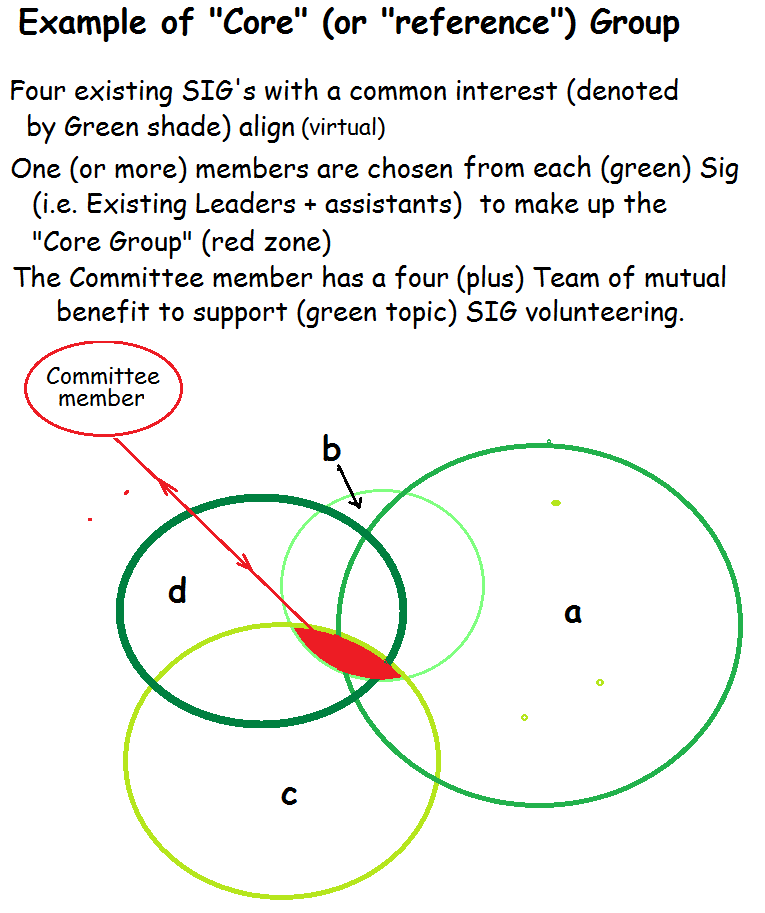 Example of "Core" (or "reference") Group
Four existing SIG's with a common interest (denoted
by Green shade) align (virtual)
One (or more) members are chosen from each (green) Sig
(i.e. Existing Leaders + assistants) to make up the
"Core Group" (red zone)
The Committee member has a four (plus) Team of mutual
benefit to support (green topic) SIG volunteering.
Committee
member
b
d
a
c